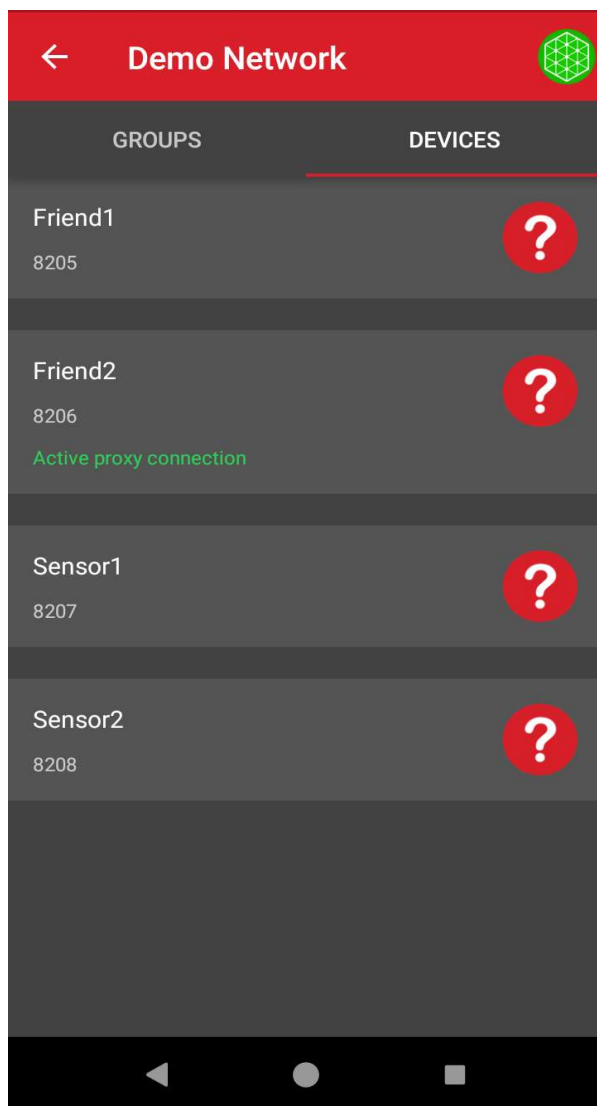 Demo Network
GROUPS
DEVICES
Friend1
?
8205
Friend2
?
8206
Active proxy connection
Sensor1
?
8207
Sensor2
?
8208